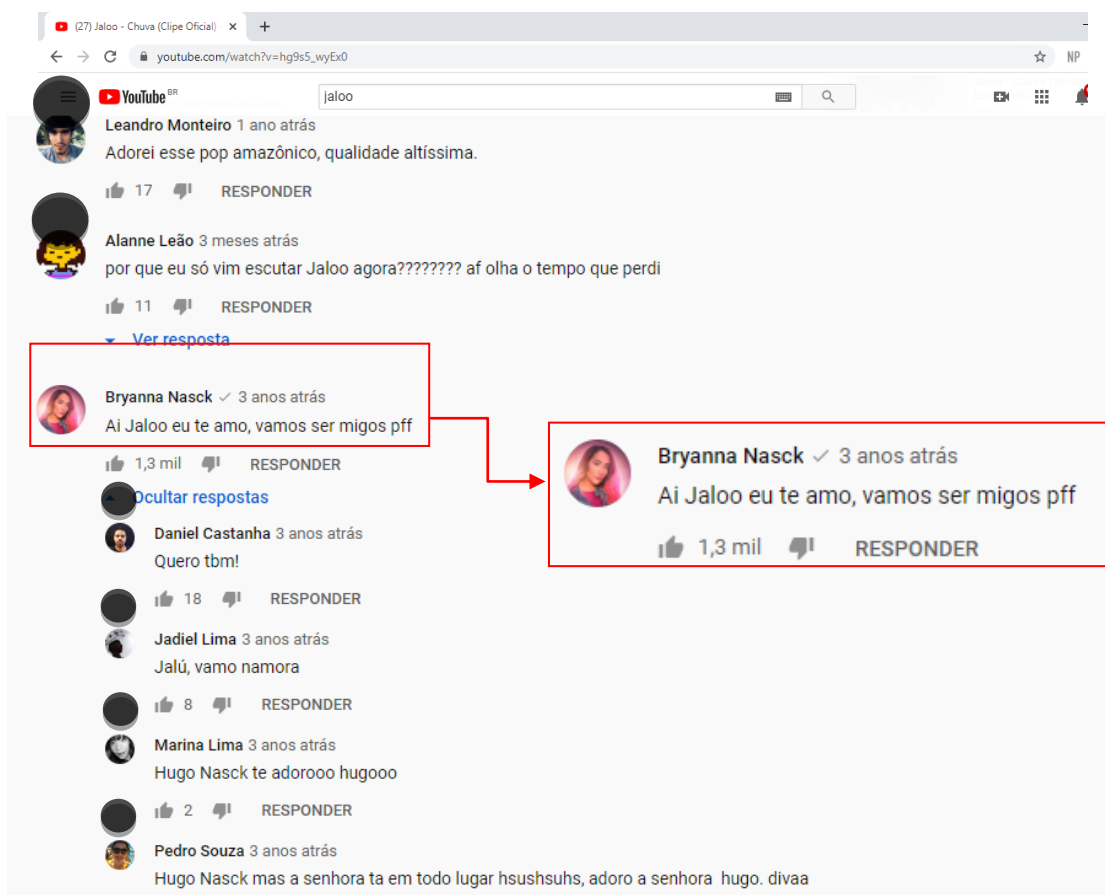 (27) Jaloo - Chuva (Clipe Oficial)
youtube.com/watch?v=hg9s5_wyEx0
NP
YouTube BR
jaloo
Leandro Monteiro 1 ano atrás
Adorei esse pop amazônico, qualidade altíssima.
17 RESPONDER
Alanne Leão 3 meses atrás
por que eu só vim escutar Jaloo agora???????? af olha o tempo que perdi
11 RESPONDER
Ver resposta
Bryanna Nasck 3 anos atrás
Ai Jaloo eu te amo, vamos ser migos pff
1,3 mil RESPONDER
Ocultar respostas
Daniel Castanha 3 anos atrás
Quero tbm!
18 RESPONDER
Jadiel Lima 3 anos atrás
Jalú, vamo namora
8 RESPONDER
Marina Lima 3 anos atrás
Hugo Nasck te adorooo hugooo
2 RESPONDER
Pedro Souza 3 anos atrás
Hugo Nasck mas a senhora ta em todo lugar hsushsuhs, adoro a senhora hugo. divaa
Bryanna Nasck 3 anos atrás
Ai Jaloo eu te amo, vamos ser migos pff
1,3 mil RESPONDER